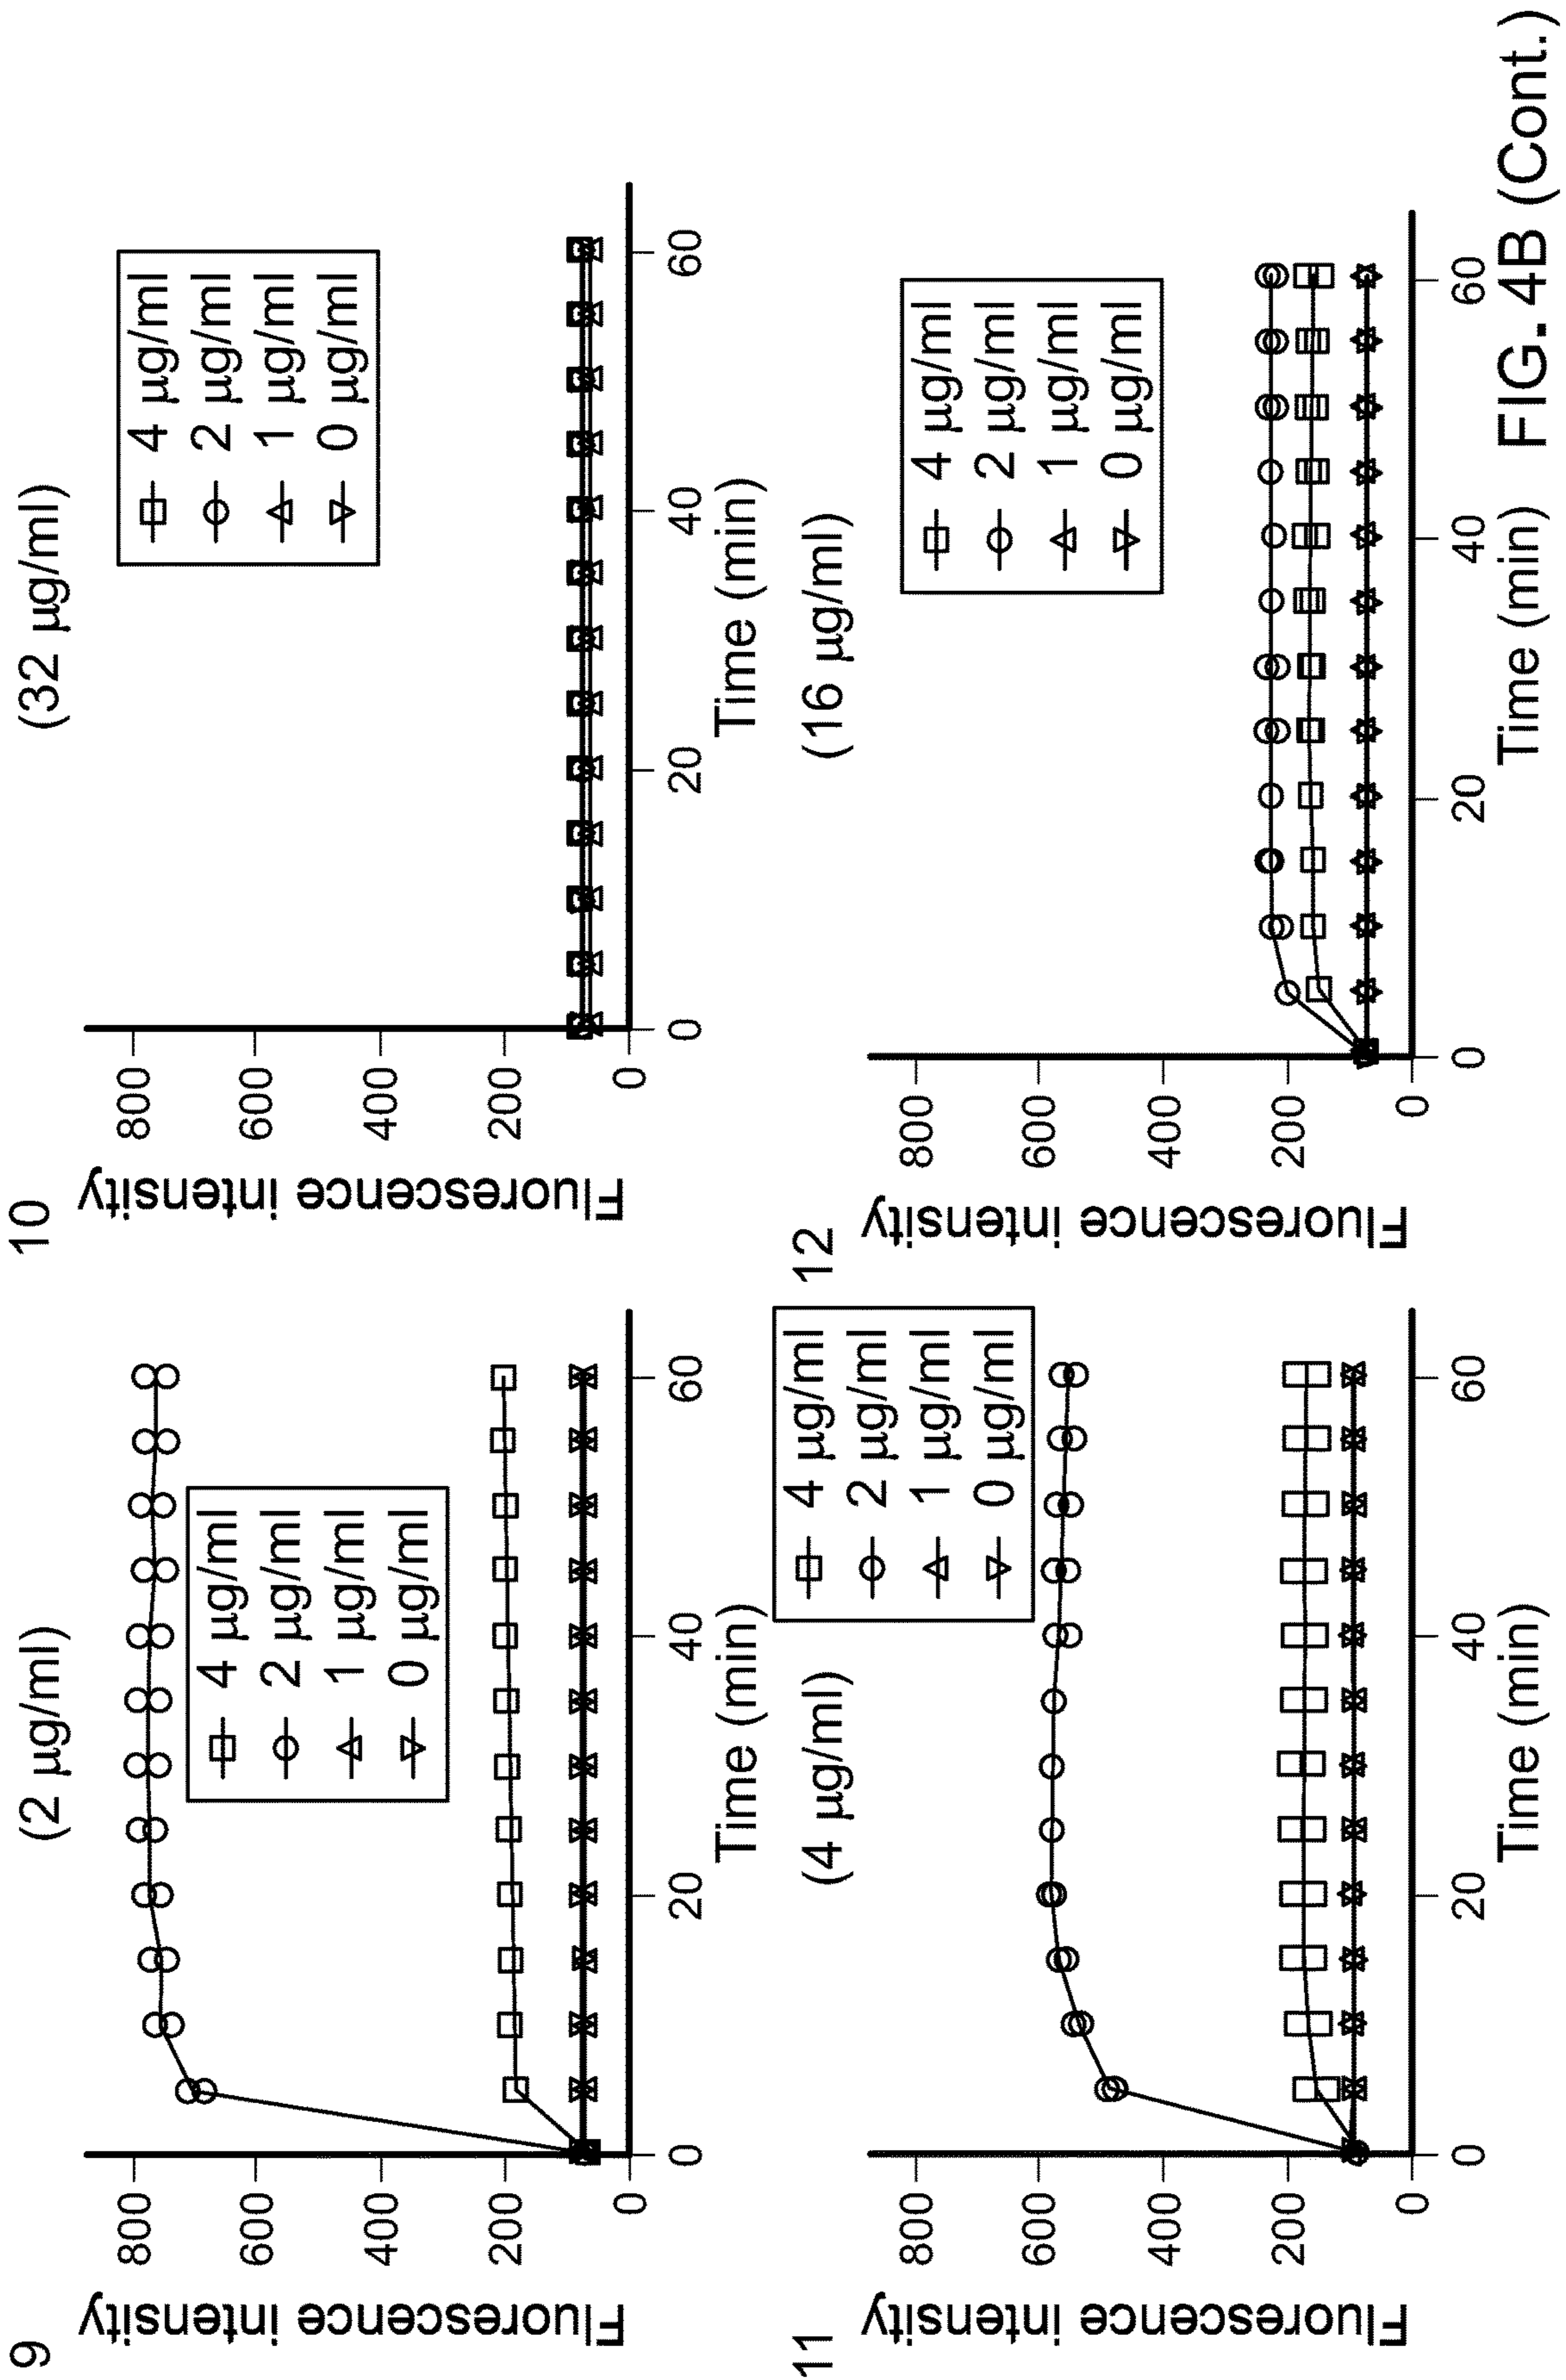 9
(2 µg/ml)
Fluorescence intensity
800
600
400
200
0
4 µg/ml
2 µg/ml
1 µg/ml
0 µg/ml
0
20
40
60
Time (min)
10
(32 µg/ml)
Fluorescence intensity
800
600
400
200
0
4 µg/ml
2 µg/ml
1 µg/ml
0 µg/ml
0
20
40
60
Time (min)
11
(4 µg/ml)
Fluorescence intensity
800
600
400
200
0
4 µg/ml
2 µg/ml
1 µg/ml
0 µg/ml
0
20
40
60
Time (min)
12
(16 µg/ml)
Fluorescence intensity
800
600
400
200
0
4 µg/ml
2 µg/ml
1 µg/ml
0 µg/ml
0
20
40
60
Time (min)
FIG. 4B (Cont.)